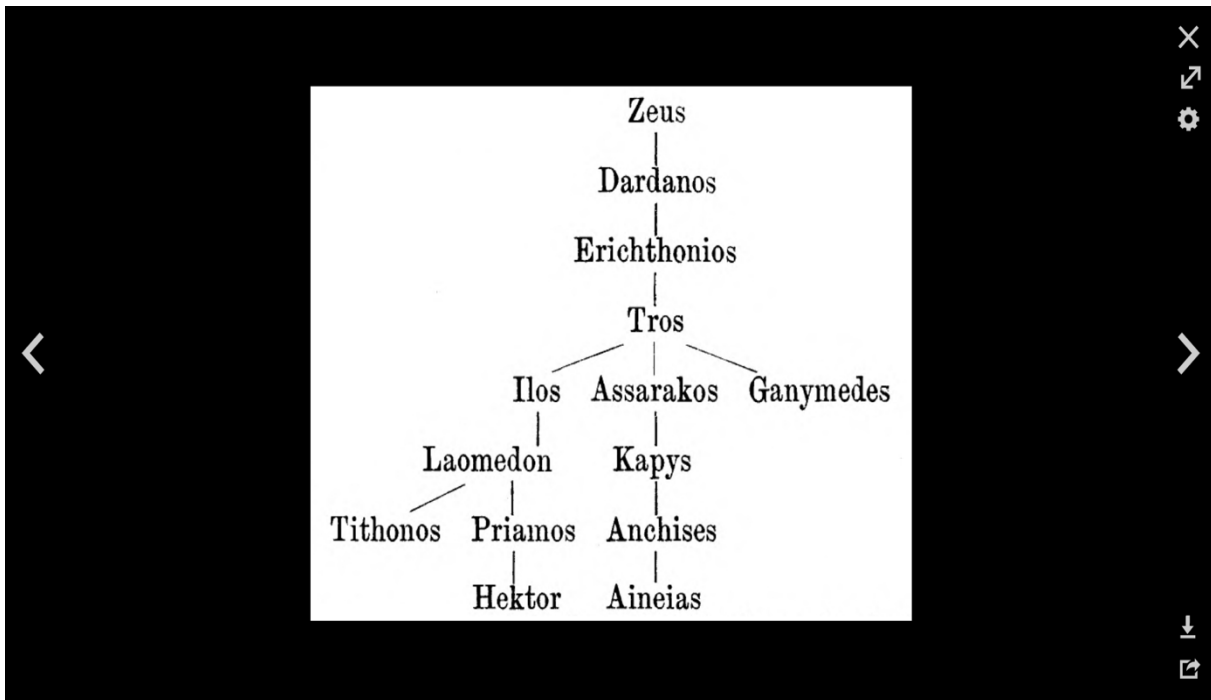 Zeus
Dardanos
Erichthonios
Tros
Ilos Assarakos Ganymedes
Laomedon Kapys
Tithonos Priamos Anchises
Hektor Aineias